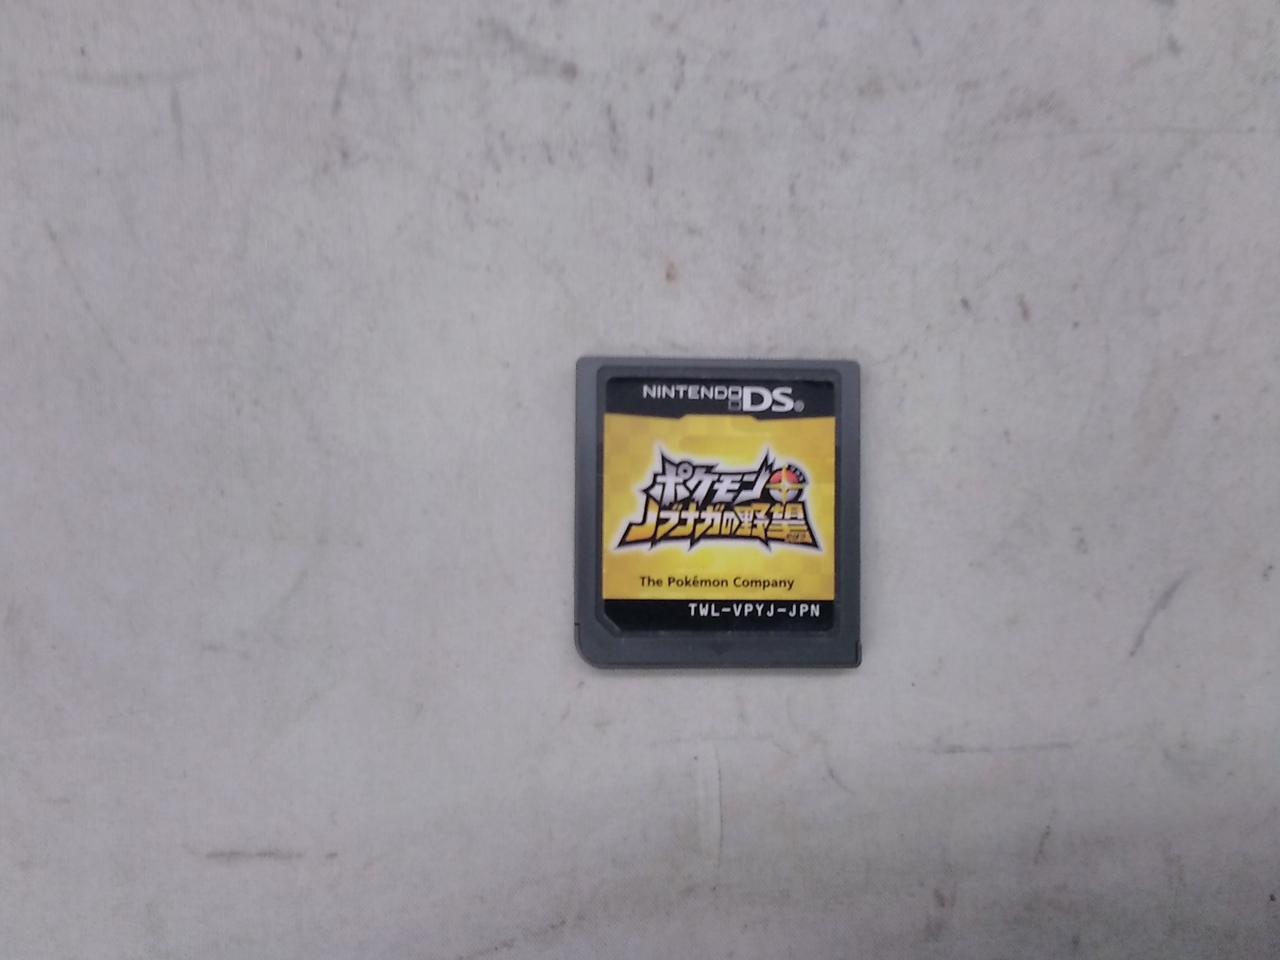 NINTENDO DS
ポケモン+
ノブナガの野望
The Pokémon Company
TWL-VPYJ-JPN